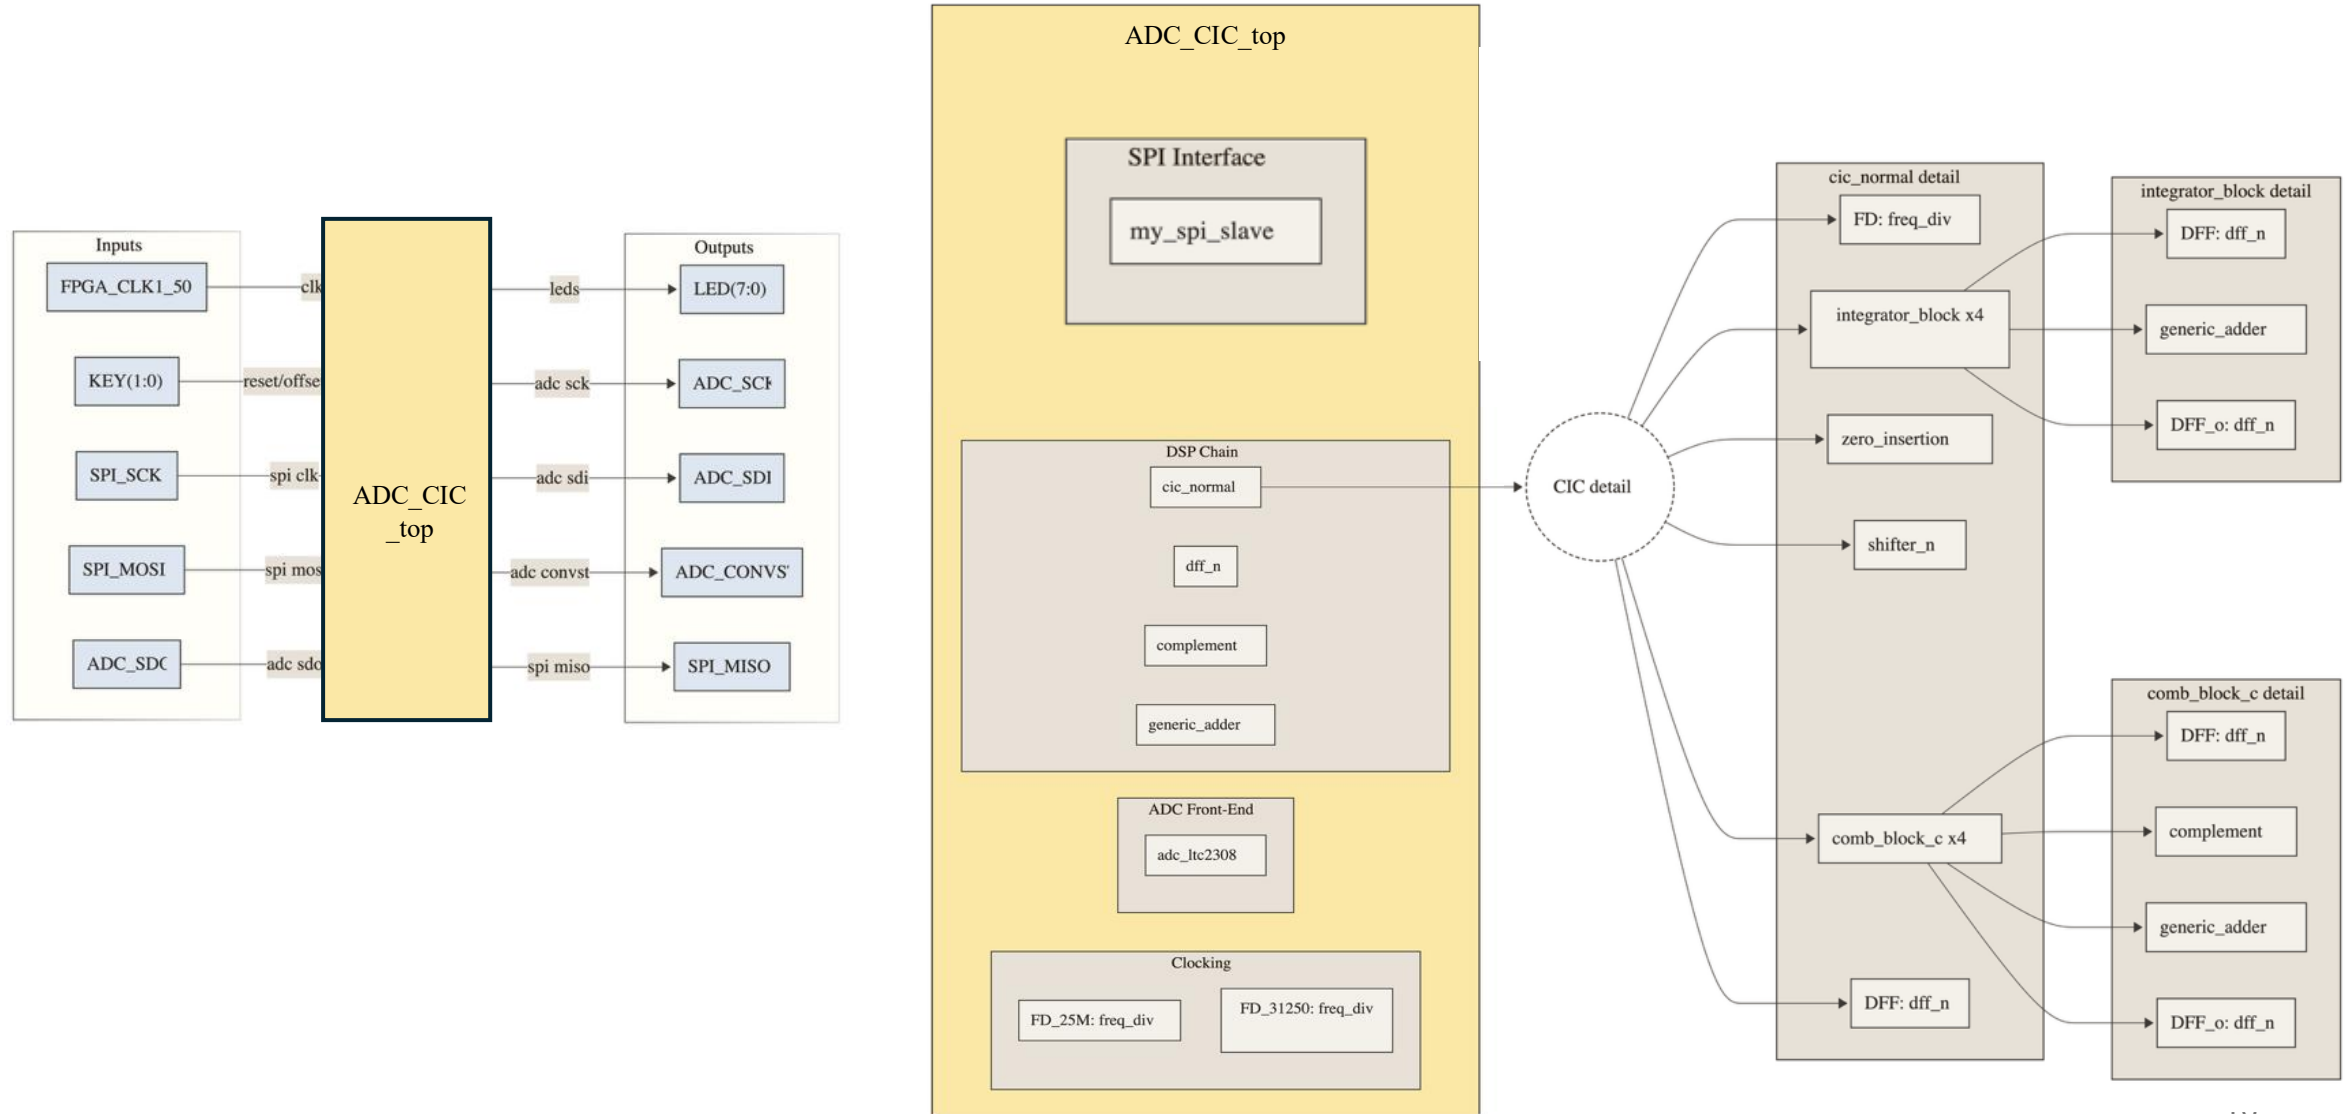 Inputs
FPGA_CLK1_50
clk
KEY(1:0)
reset/offse
SPI_SCK
spi clk
SPI_MOSI
spi mos
ADC_SDC
adc sdo
ADC_CIC
_top
Outputs
leds
LED(7:0)
adc sck
ADC_SCK
adc sdi
ADC_SDI
adc convst
ADC_CONVS
spi miso
SPI_MISO
ADC_CIC_top
SPI Interface
my_spi_slave
DSP Chain
cic_normal
dff_n
complement
generic_adder
ADC Front-End
adc_ltc2308
Clocking
FD_25M: freq_div
FD_31250: freq_div
CIC detail
cic_normal detail
FD: freq_div
integrator_block x4
zero_insertion
shifter_n
comb_block_c x4
DFF: dff_n
integrator_block detail
DFF: dff_n
generic_adder
DFF_o: dff_n
comb_block_c detail
DFF: dff_n
complement
generic_adder
DFF_o: dff_n